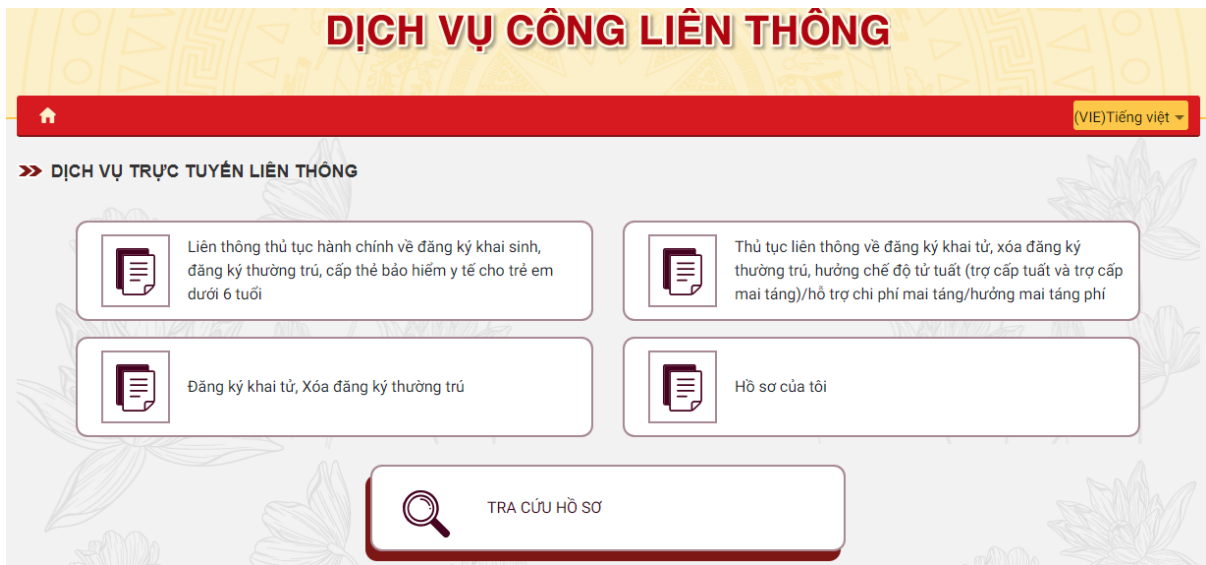 DỊCH VỤ CÔNG LIÊN THÔNG
(VIE)Tiếng việt
DỊCH VỤ TRỰC TUYẾN LIÊN THÔNG
Liên thông thủ tục hành chính về đăng ký khai sinh,
đăng ký thường trú, cấp thẻ bảo hiểm y tế cho trẻ em
dưới 6 tuổi
Thủ tục liên thông về đăng ký khai tử, xóa đăng ký
thường trú, hưởng chế độ tử tuất (trợ cấp tuất và trợ cấp
mai táng)/hỗ trợ chi phí mai táng/hưởng mai táng phí
Đăng ký khai tử, Xóa đăng ký thường trú
Hồ sơ của tôi
TRA CỨU HỒ SƠ